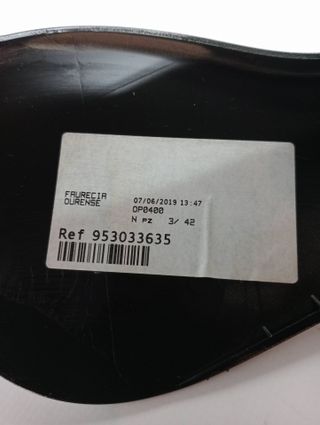 FAURECIA
OURENSE
07/06/2019 13:47
OP0400
N pz 3/ 42
Ref 953033635